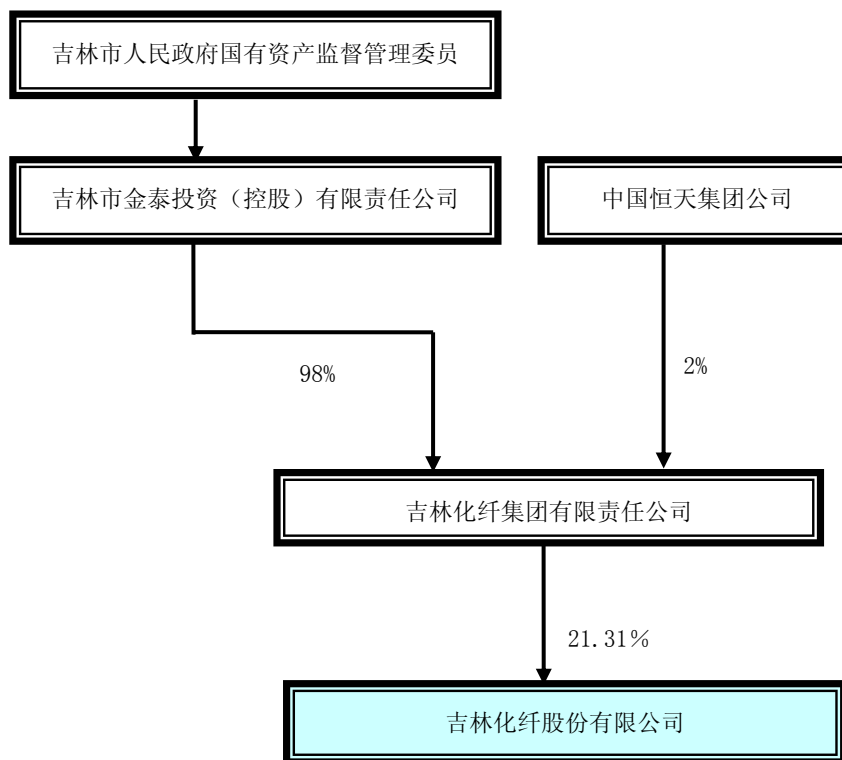 吉林市人民政府国有资产监督管理委员
吉林市金泰投资（控股）有限责任公司
中国恒天集团公司
98%
2%
吉林化纤集团有限责任公司
21.31％
吉林化纤股份有限公司